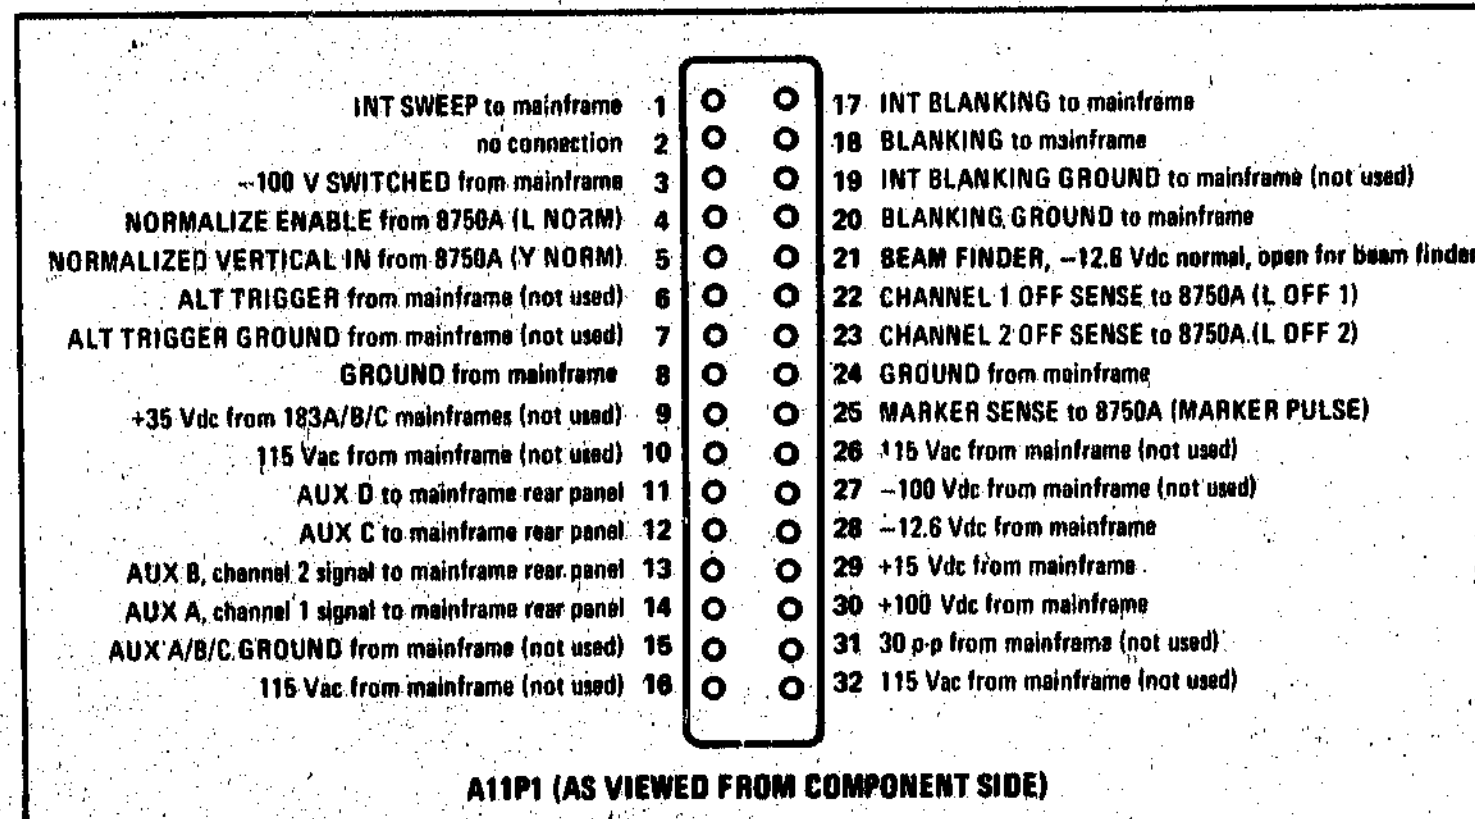 INT SWEEP to mainframe 1
no connection 2
-100 V SWITCHED from mainframe 3
NORMALIZE ENABLE from 8750A (L NORM) 4
NORMALIZED VERTICAL IN from 8750A (Y NORM) 5
ALT TRIGGER from mainframe (not used) 6
ALT TRIGGER GROUND from mainframe (not used) 7
GROUND from mainframe 8
+35 Vdc from 183A/B/C mainframes (not used) 9
115 Vac from mainframe (not used) 10
AUX D to mainframe rear panel 11
AUX C to mainframe rear panel 12
AUX B, channel 2 signal to mainframe rear panel 13
AUX A, channel 1 signal to mainframe rear panel 14
AUX A/B/C GROUND from mainframe (not used) 15
115 Vac from mainframe (not used) 16
17 INT BLANKING to mainframe
18 BLANKING to mainframe
19 INT BLANKING GROUND to mainframe (not used)
20 BLANKING GROUND to mainframe
21 BEAM FINDER, -12.6 Vdc normal, open for beam finder
22 CHANNEL 1 OFF SENSE to 8750A (L OFF 1)
23 CHANNEL 2 OFF SENSE to 8750A (L OFF 2)
24 GROUND from mainframe
25 MARKER SENSE to 8750A (MARKER PULSE)
26 115 Vac from mainframe (not used)
27 -100 Vdc from mainframe (not used)
28 -12.6 Vdc from mainframe
29 +15 Vdc from mainframe
30 +100 Vdc from mainframe
31 30 p-p from mainframe (not used)
32 115 Vac from mainframe (not used)
A11P1 (AS VIEWED FROM COMPONENT SIDE)